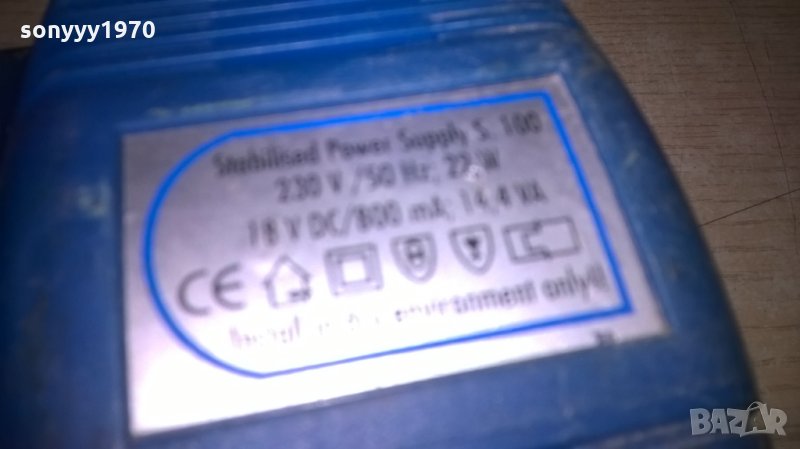 sonyyy1970
Stabilised Power Supply S. 100
230 V /50 Hz; 22 W
18 V DC/800 mA; 14,4 VA
CE
environment only!!
BAZAR